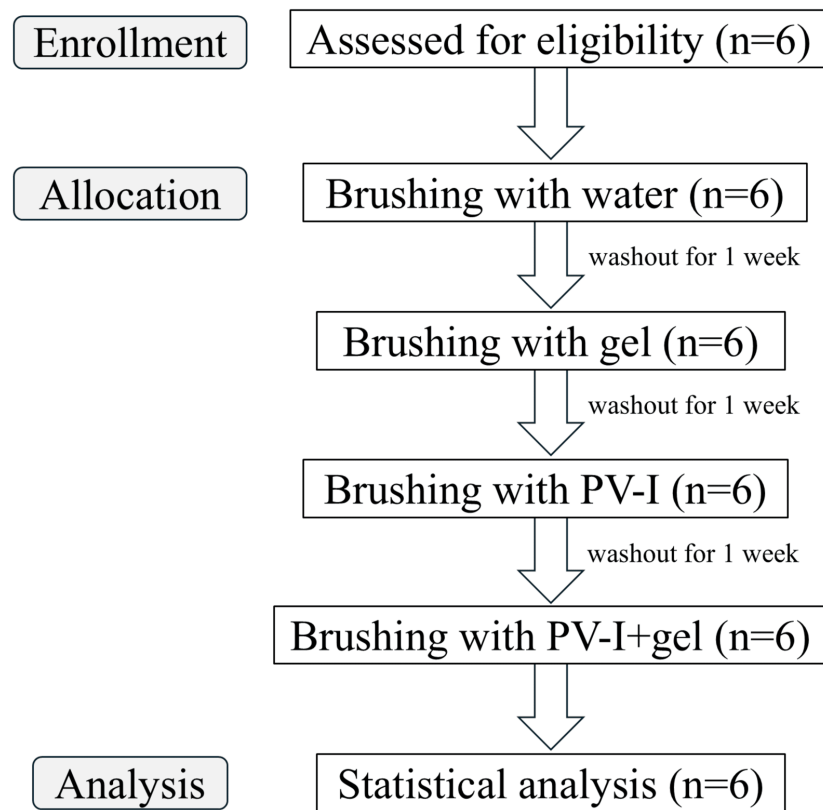 Enrollment
Assessed for eligibility (n=6)
Allocation
Brushing with water (n=6)
washout for 1 week
Brushing with gel (n=6)
washout for 1 week
Brushing with PV-I (n=6)
washout for 1 week
Brushing with PV-I+gel (n=6)
Analysis
Statistical analysis (n=6)